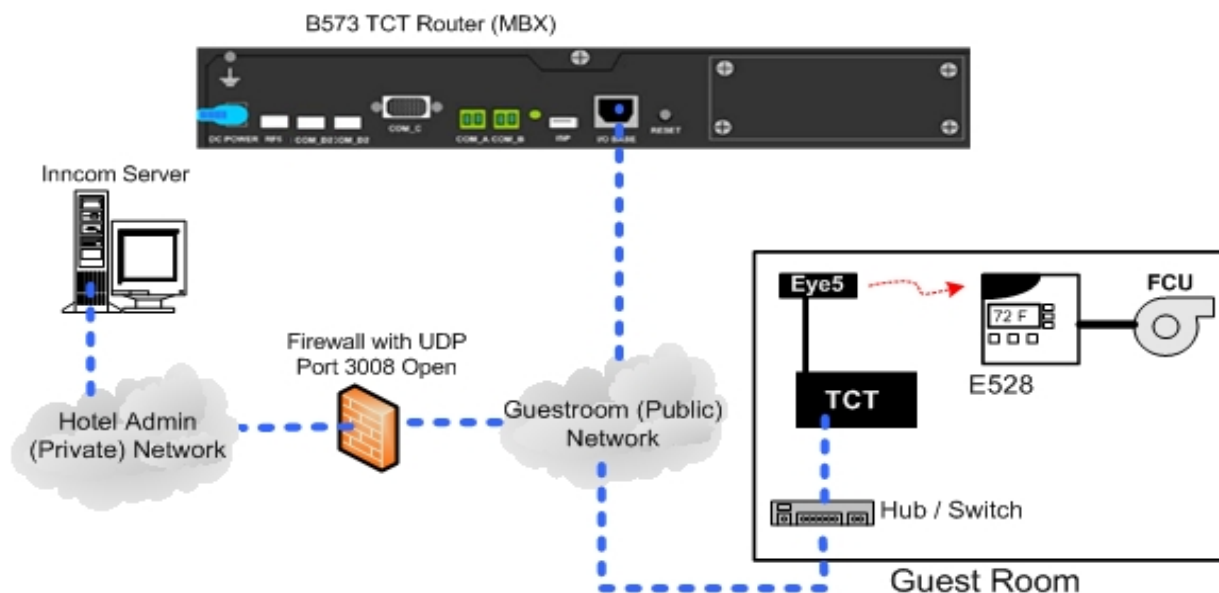 B573 TCT Router (MBX)
DC POWER
COM_C
COM_A
COM_B
I/O BASE
RESET
Inncom Server
Firewall with UDP
Port 3008 Open
Hotel Admin
(Private) Network
Guestroom (Public)
Network
Eye5
72 F
FCU
E528
TCT
Hub / Switch
Guest Room